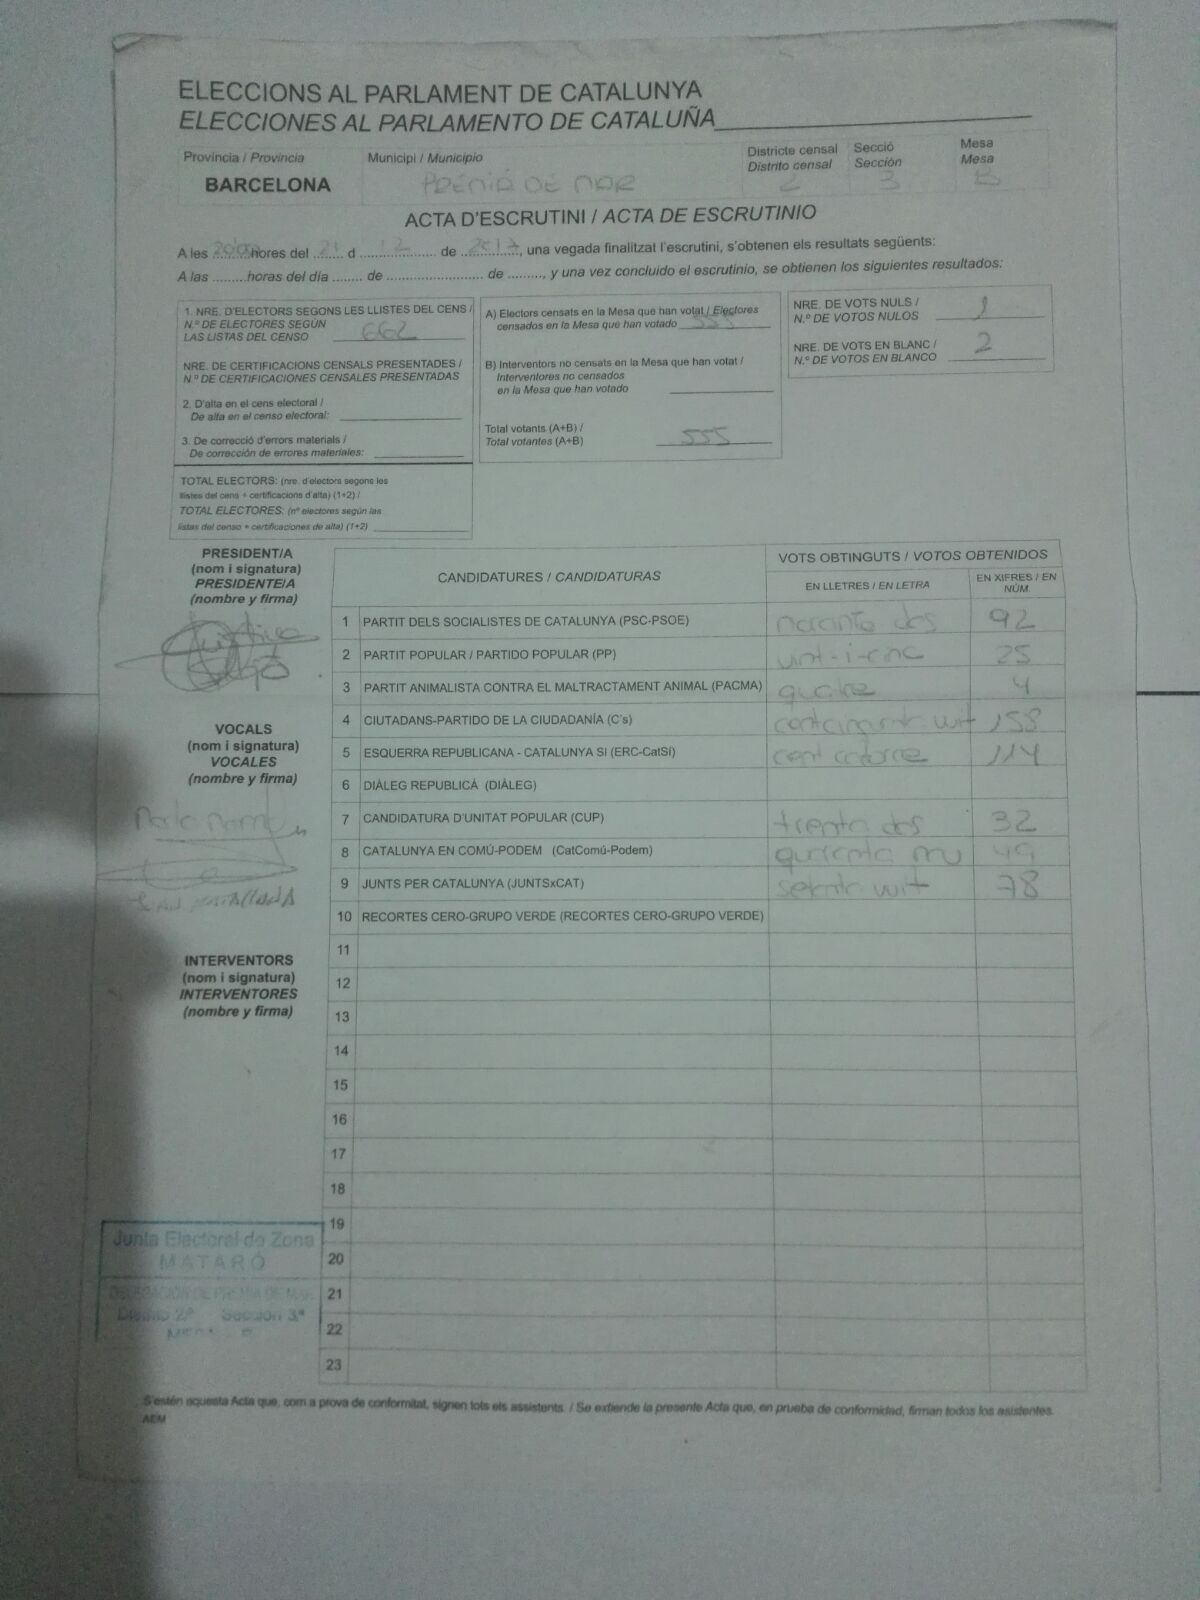 ELECCIONS AL PARLAMENT DE CATALUNYA
ELECCIONES AL PARLAMENTO DE CATALUÑA
Província / Provincia
BARCELONA
Municipi / Municipio
PREMIÀ DE MAR
Districte censal
Distrito censal
2
Secció
Sección
3
Mesa
Mesa
B
ACTA D'ESCRUTINI / ACTA DE ESCRUTINIO
A les 20:00 hores del 21 d 12 de 2017, una vegada finalitzat l'escrutini, s'obtenen els resultats següents:
A las ........horas del día ....... de ....................... de ........, y una vez concluido el escrutinio, se obtienen los siguientes resultados:
1. NRE. D'ELECTORS SEGONS LES LLISTES DEL CENS /
N.º DE ELECTORES SEGÚN
LAS LISTAS DEL CENSO 662
NRE. DE CERTIFICACIONS CENSALS PRESENTADES /
N.º DE CERTIFICACIONES CENSALES PRESENTADAS
2. D'alta en el cens electoral /
De alta en el censo electoral:
3. De correcció d'errors materials /
De corrección de errores materiales:
TOTAL ELECTORS: (nre. d'electors segons les
llistes del cens + certificacions d'alta) (1+2) /
TOTAL ELECTORES: (nº electores según las
listas del censo + certificaciones de alta) (1+2)
A) Electors censats en la Mesa que han votat / Electores
censados en la Mesa que han votado 555
B) Interventors no censats en la Mesa que han votat /
Interventores no censados
en la Mesa que han votado
Total votants (A+B) /
Total votantes (A+B) 555
NRE. DE VOTS NULS /
N.º DE VOTOS NULOS 1
NRE. DE VOTS EN BLANC /
N.º DE VOTOS EN BLANCO 2
PRESIDENT/A
(nom i signatura)
PRESIDENTE/A
(nombre y firma)
VOCALS
(nom i signatura)
VOCALES
(nombre y firma)
INTERVENTORS
(nom i signatura)
INTERVENTORES
(nombre y firma)
CANDIDATURES / CANDIDATURAS
VOTS OBTINGUTS / VOTOS OBTENIDOS
EN LLETRES / EN LETRA
EN XIFRES / EN
NÚM.
1 PARTIT DELS SOCIALISTES DE CATALUNYA (PSC-PSOE) noranta dos 92
2 PARTIT POPULAR / PARTIDO POPULAR (PP) vint-i-cinc 25
3 PARTIT ANIMALISTA CONTRA EL MALTRACTAMENT ANIMAL (PACMA) quatre 4
4 CIUTADANS-PARTIDO DE LA CIUDADANÍA (C's) cent cinquanta vuit 158
5 ESQUERRA REPUBLICANA - CATALUNYA SI (ERC-CatSí) cent catorce 114
6 DIÀLEG REPUBLICÀ (DIÀLEG)
7 CANDIDATURA D'UNITAT POPULAR (CUP) trenta dos 32
8 CATALUNYA EN COMÚ-PODEM (CatComú-Podem) quaranta nou 49
9 JUNTS PER CATALUNYA (JUNTSxCAT) setanta vuit 78
10 RECORTES CERO-GRUPO VERDE (RECORTES CERO-GRUPO VERDE)
11
12
13
14
15
16
17
18
19
20
21
22
23
Junta Electoral de Zona
MATARÓ
DELEGACION DE PREMIA DE MAR
Distrito 2.º Sección 3.ª
S'estén aquesta Acta que, com a prova de conformitat, signen tots els assistents. / Se extiende la presente Acta que, en prueba de conformidad, firman todos los asistentes.
AEM